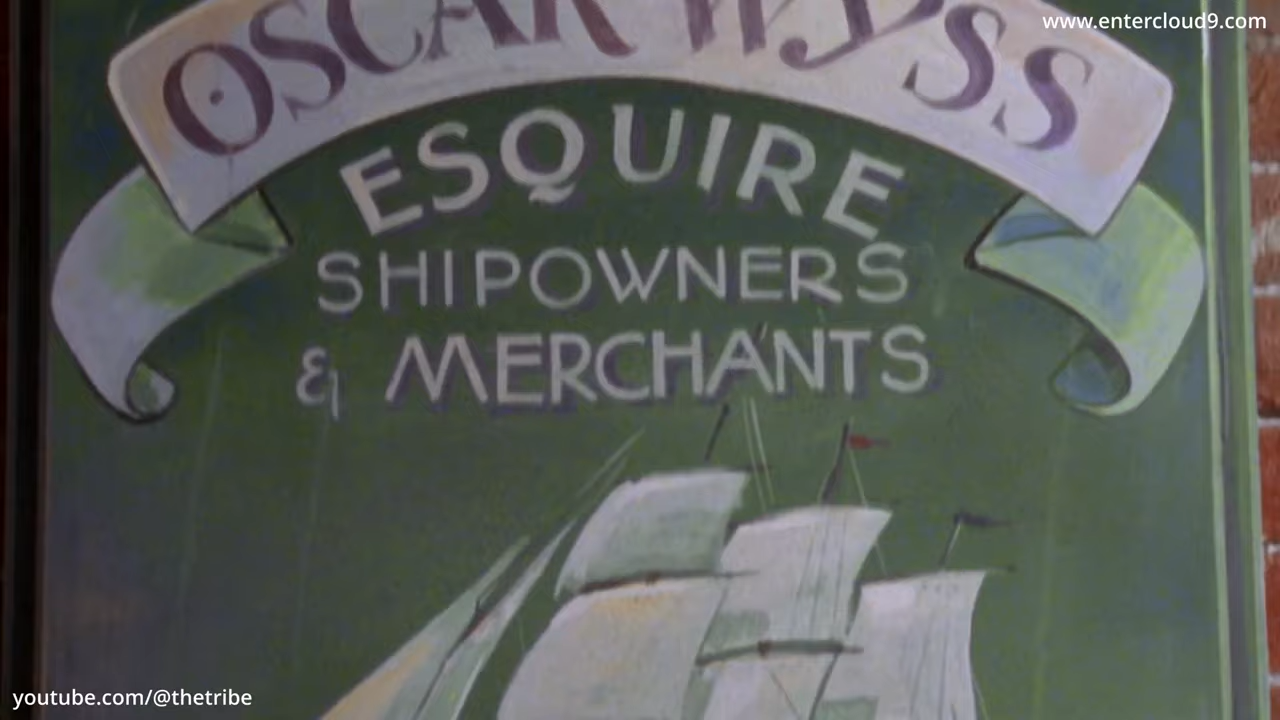 www.entercloud9.com
OSCAR WYSS
ESQUIRE
SHIPOWNERS
& MERCHANTS
youtube.com/@thetribe